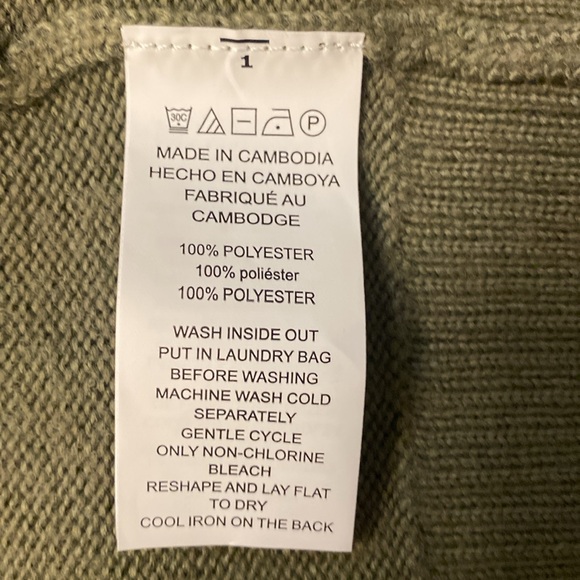 1
30C
P
MADE IN CAMBODIA
HECHO EN CAMBOYA
FABRIQUÉ AU
CAMBODGE
100% POLYESTER
100% poliéster
100% POLYESTER
WASH INSIDE OUT
PUT IN LAUNDRY BAG
BEFORE WASHING
MACHINE WASH COLD
SEPARATELY
GENTLE CYCLE
ONLY NON-CHLORINE
BLEACH
RESHAPE AND LAY FLAT
TO DRY
COOL IRON ON THE BACK